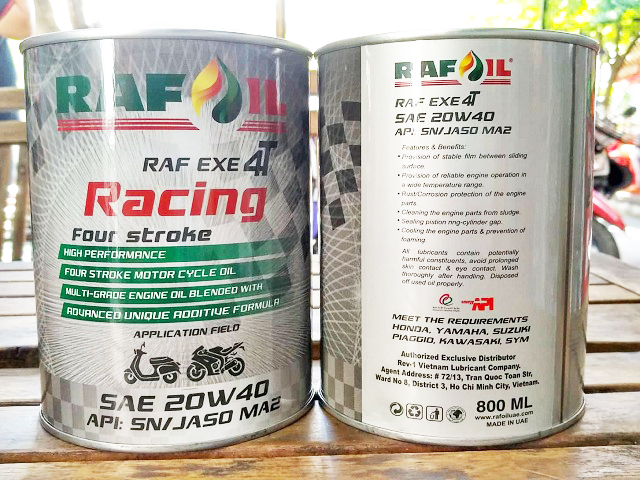 RAF OIL
RAF EXE 4T
Racing
Four stroke
HIGH PERFORMANCE
FOUR STROKE MOTOR CYCLE OIL
MULTI-GRADE ENGINE OIL BLENDED WITH
ADVANCED UNIQUE ADDITIVE FORMULA
APPLICATION FIELD
SAE 20W40
API: SN/JASO MA2
RAF OIL®
RAF EXE 4T
SAE 20W40
API: SN/JASO MA2
Features & Benefits:
• Provision of stable film between sliding
surface.
• Provision of reliable engine operation in
a wide temperature range.
• Rust/Corrosion protection of the engine
parts
• Cleaning the engine parts from sludge.
• Sealing pistion ring-cylinder gap.
• Cooling the engine parts & prevention of
foaming
All lubricants contain potentially
harmful constituents, avoid prolonged
skin contact & eye contact. Wash
thoroughly after handling. Disposed
off used oil properly.
API
MEET THE REQUIREMENTS
HONDA, YAMAHA, SUZUKI
PIAGGIO, KAWASAKI, SYM
Authorized Exclusive Distributor
Rev-1 Vietnam Lubricant Company.
Agent Address: # 72/13, Tran Quoc Toan Str,
Ward No 8, District 3, Ho Chi Minh City, Vietnam.
800 ML
www.rafoiluae.com
MADE IN UAE